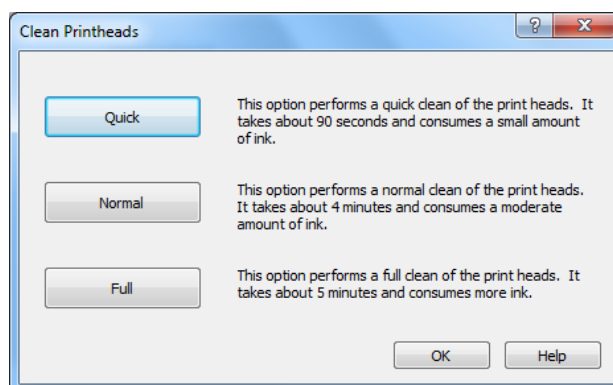 Clean Printheads
?
Quick
This option performs a quick clean of the print heads. It
takes about 90 seconds and consumes a small amount
of ink.
Normal
This option performs a normal clean of the print heads.
It takes about 4 minutes and consumes a moderate
amount of ink.
Full
This option performs a full clean of the print heads. It
takes about 5 minutes and consumes more ink.
OK
Help